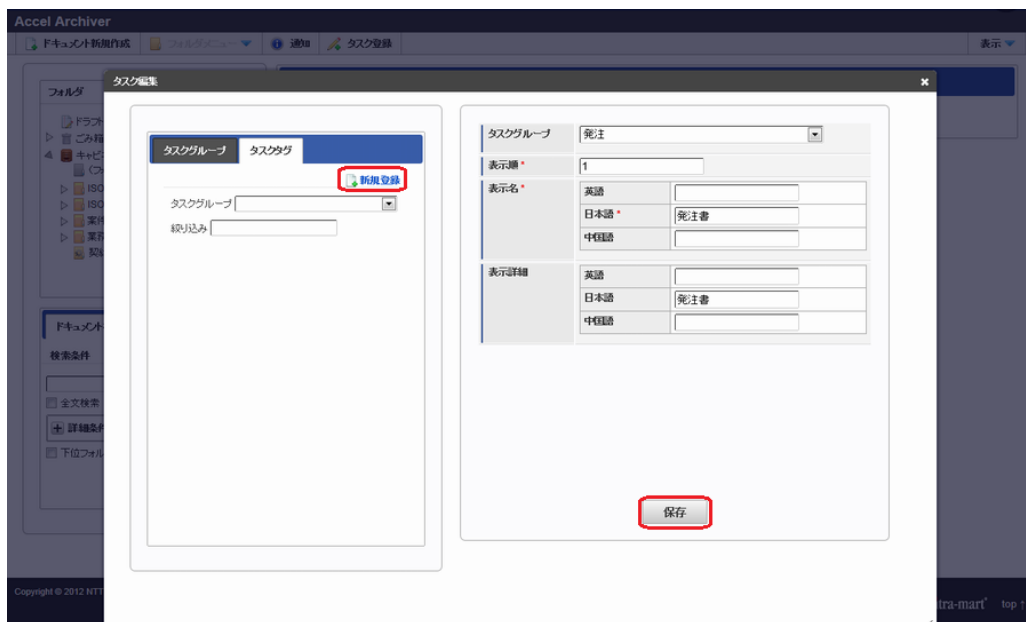 Accel Archiver
ドキュメント新規作成 フォルダメニュー 通知 タスク登録 表示
フォルダ
ドラフト
ごみ箱
キャビ
ISO
ISO
業務
契約
ドキュメント
検索条件
全文検索
詳細条件
下位フォル
タスク編集 ×
タスクグループ タスクタグ
新規登録
タスクグループ
絞り込み
タスクグループ 発注
表示順* 1
表示名* 英語
日本語* 発注書
中国語
表示詳細 英語
日本語 発注書
中国語
保存
Copyright © 2012 NTT
tra-mart top ↑